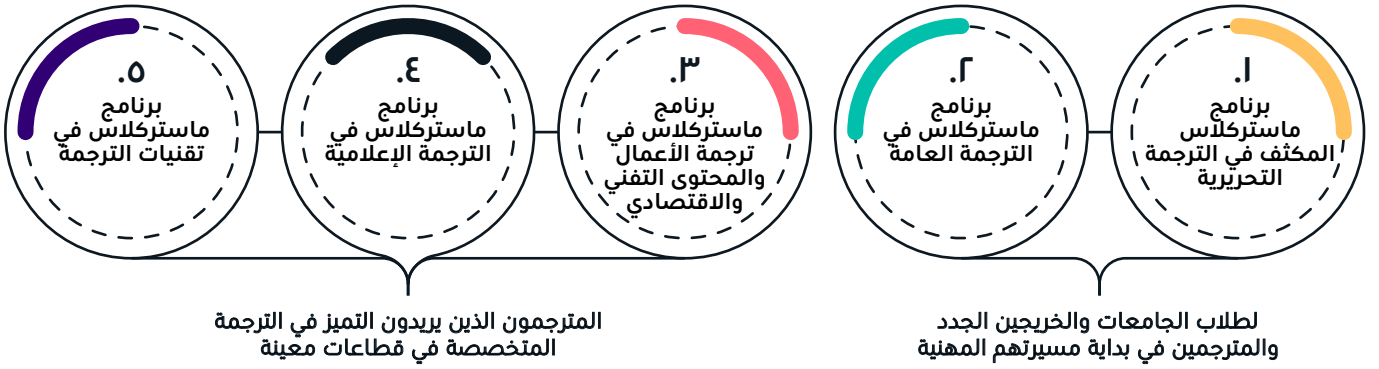 ١.
برنامج
ماستركلاس
المكثف في الترجمة
التحريرية
٢.
برنامج
ماستركلاس في
الترجمة العامة
٣.
برنامج
ماستركلاس في
ترجمة الأعمال
والمحتوى التفني
والاقتصادي
٤.
برنامج
ماستركلاس في
الترجمة الإعلامية
٥.
برنامج
ماستركلاس في
تقنيات الترجمة
لطلاب الجامعات والخريجين الجدد
والمترجمين في بداية مسيرتهم المهنية
المترجمون الذين يريدون التميز في الترجمة
المتخصصة في قطاعات معينة